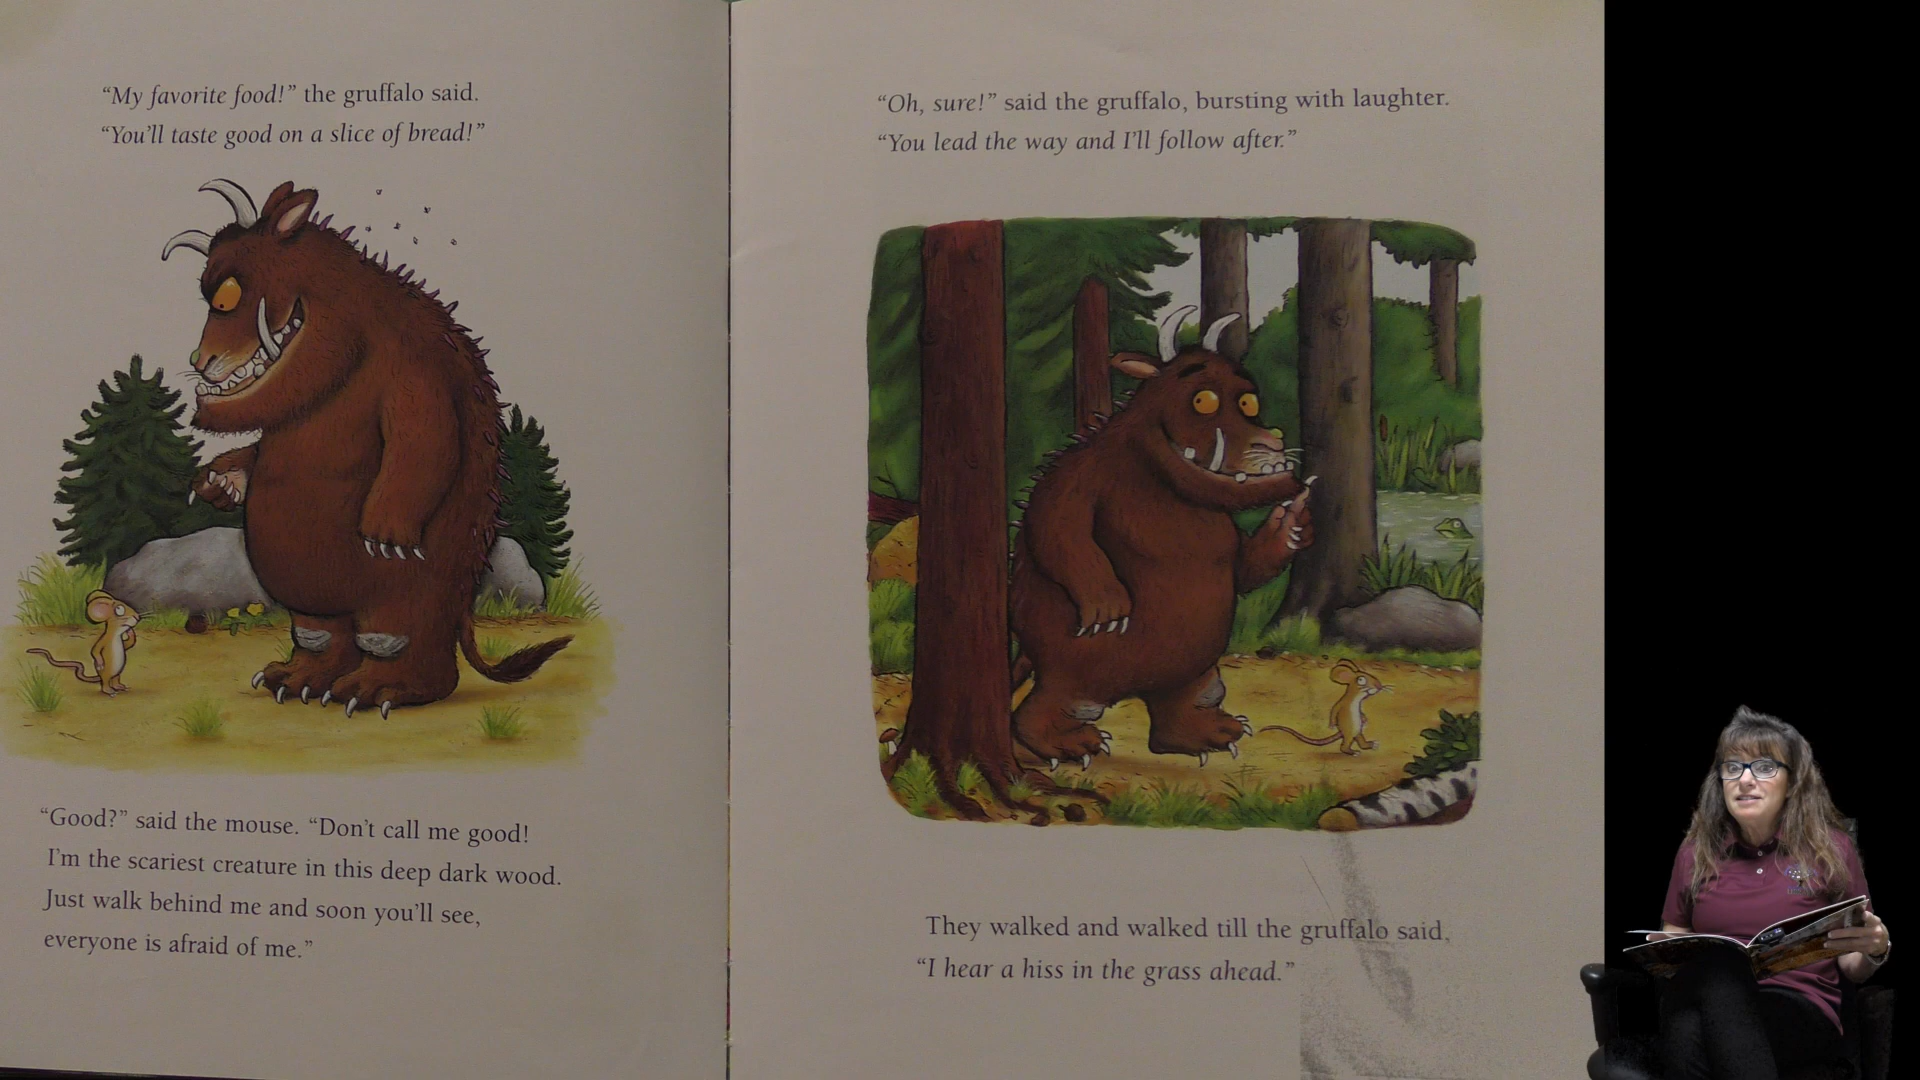 “My favorite food!” the gruffalo said.
“You’ll taste good on a slice of bread!”
“Good?” said the mouse. “Don’t call me good!
I’m the scariest creature in this deep dark wood.
Just walk behind me and soon you’ll see,
everyone is afraid of me.”
“Oh, sure!” said the gruffalo, bursting with laughter.
“You lead the way and I’ll follow after.”
They walked and walked till the gruffalo said,
“I hear a hiss in the grass ahead.”